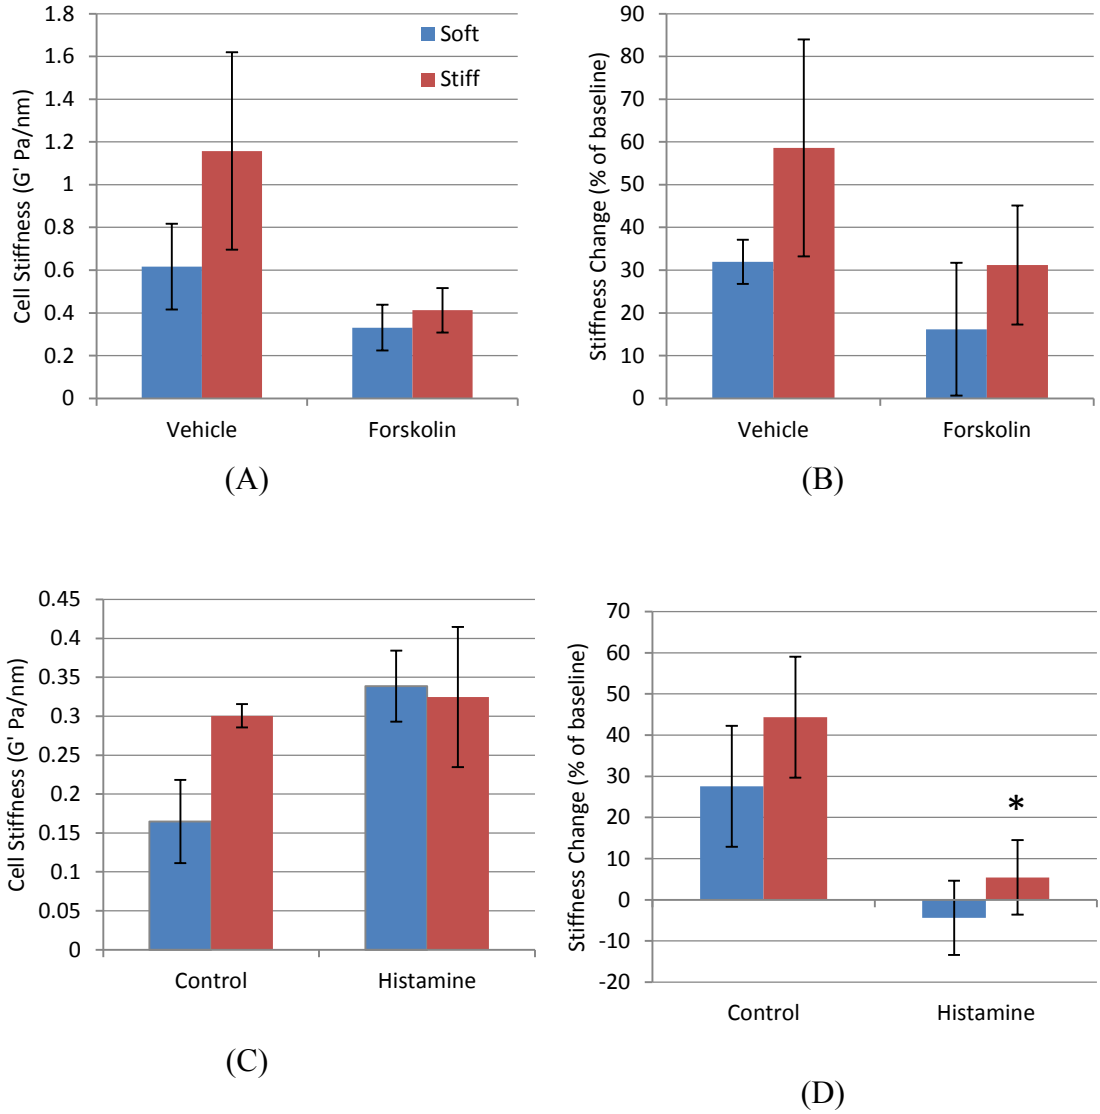 Cell Stiffness (G' Pa/nm)
1.8
1.6
1.4
1.2
1
0.8
0.6
0.4
0.2
0
Soft
Stiff
Vehicle Forskolin
(A)
Stiffness Change (% of baseline)
90
80
70
60
50
40
30
20
10
0
Vehicle Forskolin
(B)
Cell Stiffness (G' Pa/nm)
0.45
0.4
0.35
0.3
0.25
0.2
0.15
0.1
0.05
0
Control Histamine
(C)
Stiffness Change (% of baseline)
70
60
50
40
30
20
10
0
-10
-20
*
Control Histamine
(D)